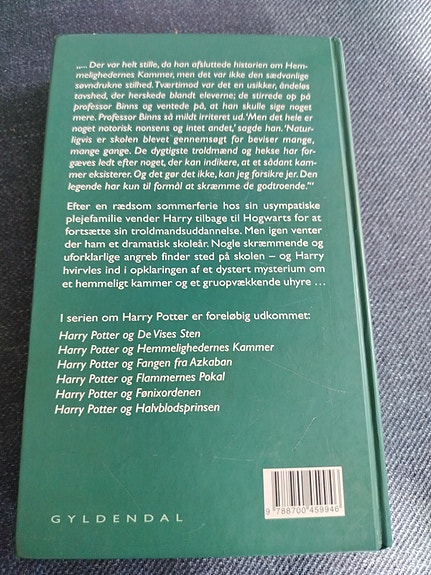 „... Der var helt stille, da han afsluttede historien om Hem-
melighedernes Kammer, men det var ikke den sædvanlige
søvndrukne stilhed. Tværtimod var det en usikker, åndeløs
tavshed, der herskede blandt eleverne; de stirrede op på
professor Binns og ventede på, at han skulle sige noget
mere. Professor Binns så mildt irriteret ud. 'Men det hele er
noget notorisk nonsens og intet andet,' sagde han. 'Natur-
ligvis er skolen blevet gennemsøgt for beviser mange,
mange gange. De dygtigste troldmænd og hekse har for-
gæves ledt efter noget, der kan indikere, at et sådant kam-
mer eksisterer. Og det gør det ikke, kan jeg forsikre jer. Den
legende har kun til formål at skræmme de godtroende.'"
Efter en rædsom sommerferie hos sin usympatiske
plejefamilie vender Harry tilbage til Hogwarts for at
fortsætte sin troldmandsuddannelse. Men igen venter
der ham et dramatisk skoleår. Nogle skræmmende og
uforklarlige angreb finder sted på skolen – og Harry
hvirvles ind i opklaringen af et dystert mysterium om
et hemmeligt kammer og et gruopvækkende uhyre ...
I serien om Harry Potter er foreløbig udkommet:
Harry Potter og De Vises Sten
Harry Potter og Hemmelighedernes Kammer
Harry Potter og Fangen fra Azkaban
Harry Potter og Flammernes Pokal
Harry Potter og Fønixordenen
Harry Potter og Halvblodsprinsen
9 788700 459946
GYLDENDAL